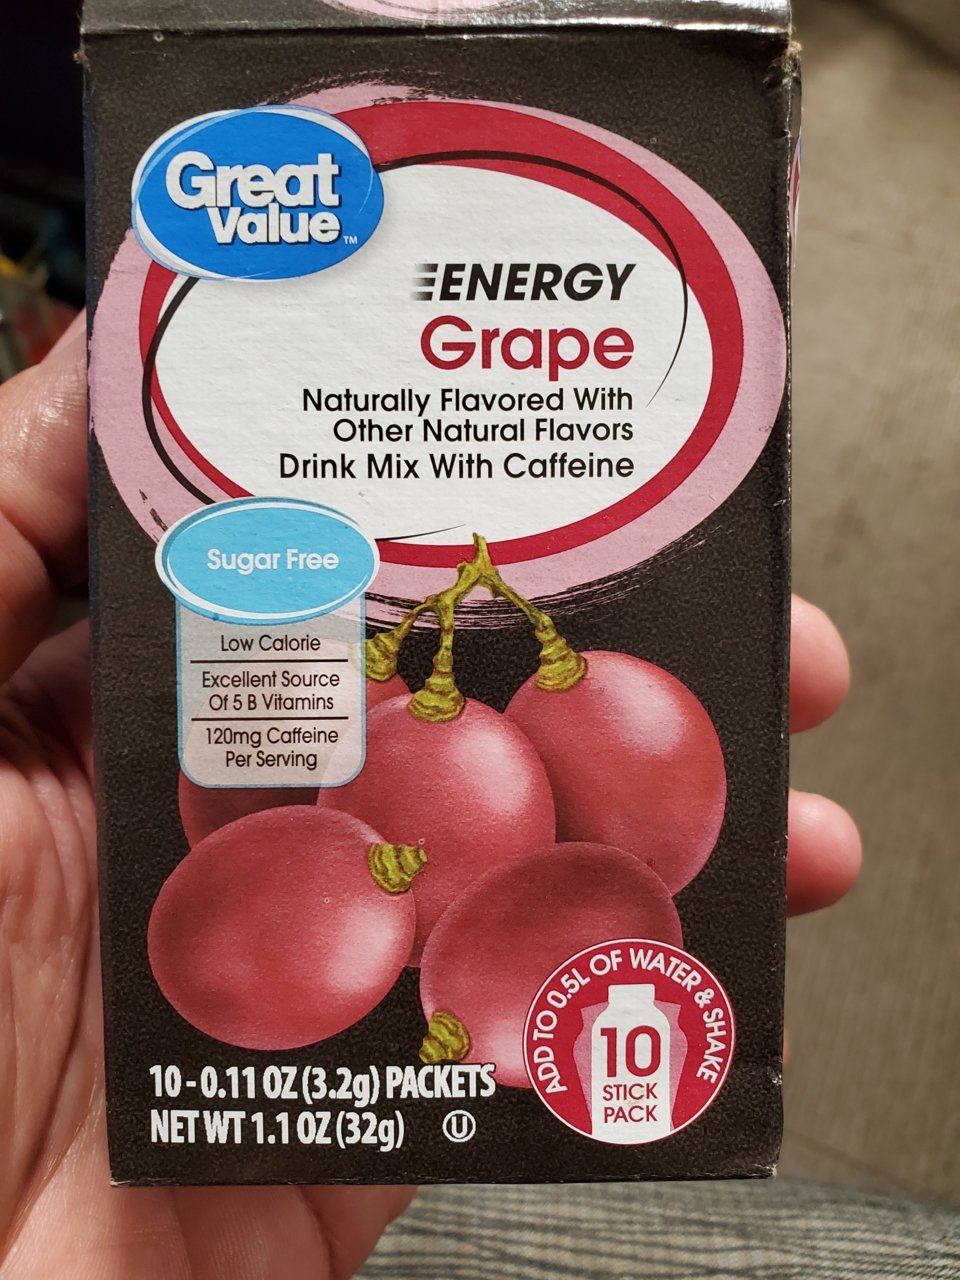 Great
Value™
ENERGY
Grape
Naturally Flavored With
Other Natural Flavors
Drink Mix With Caffeine
Sugar Free
Low Calorie
Excellent Source
Of 5 B Vitamins
120mg Caffeine
Per Serving
ADD TO 0.5L OF WATER & SHAKE
10
STICK
PACK
10-0.11 OZ (3.2g) PACKETS
NET WT 1.1 OZ (32g)
U